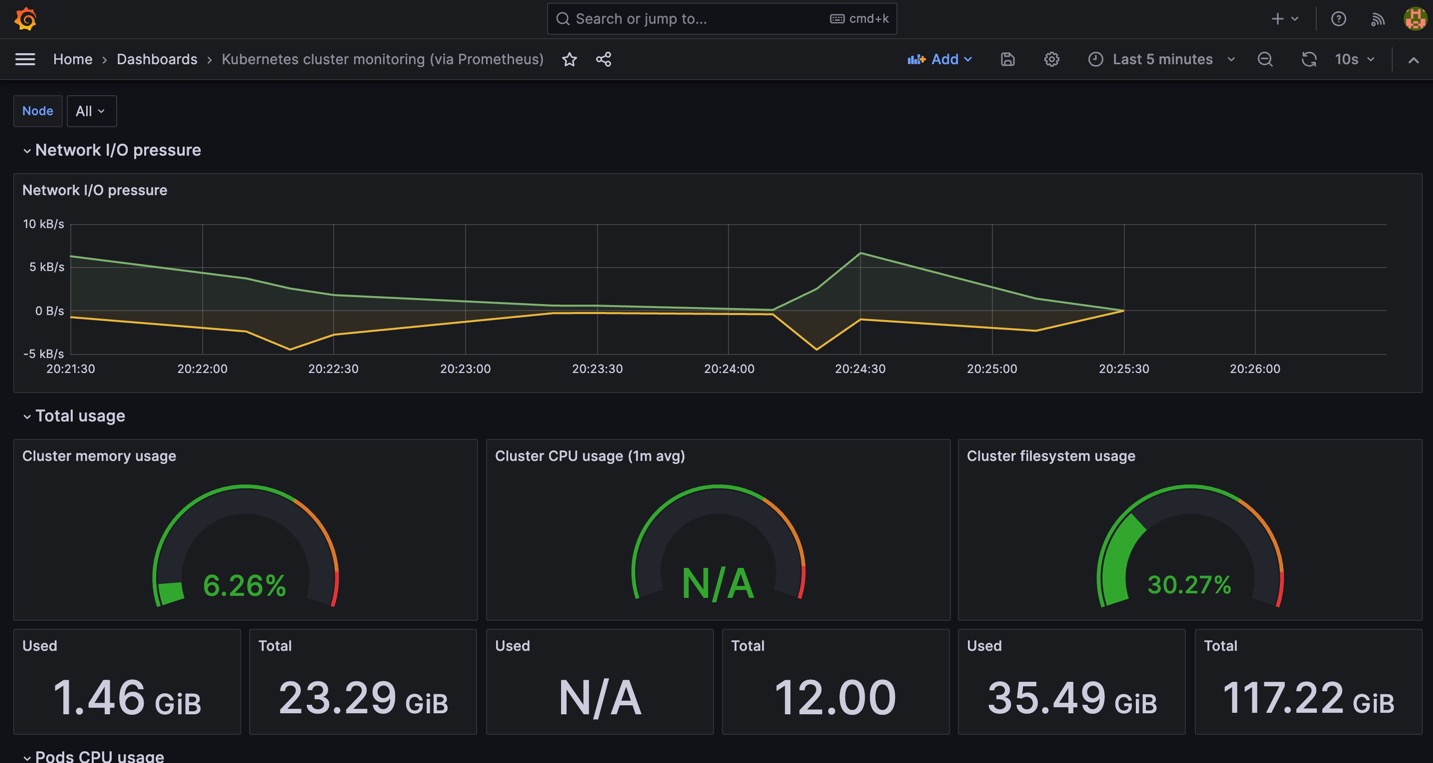 Search or jump to... cmd+k
Home › Dashboards › Kubernetes cluster monitoring (via Prometheus) Add Last 5 minutes 10s
Node All
Network I/O pressure
Network I/O pressure
10 kB/s
5 kB/s
0 B/s
-5 kB/s
20:21:30 20:22:00 20:22:30 20:23:00 20:23:30 20:24:00 20:24:30 20:25:00 20:25:30 20:26:00
Total usage
Cluster memory usage Cluster CPU usage (1m avg) Cluster filesystem usage
6.26% N/A 30.27%
Used Total Used Total Used Total
1.46 GiB 23.29 GiB N/A 12.00 35.49 GiB 117.22 GiB
Pods CPU usage